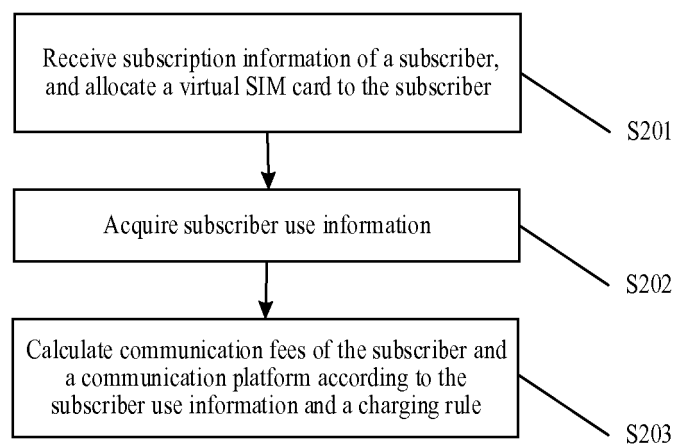 Receive subscription information of a subscriber,
and allocate a virtual SIM card to the subscriber
S201
Acquire subscriber use information
S202
Calculate communication fees of the subscriber and
a communication platform according to the
subscriber use information and a charging rule
S203